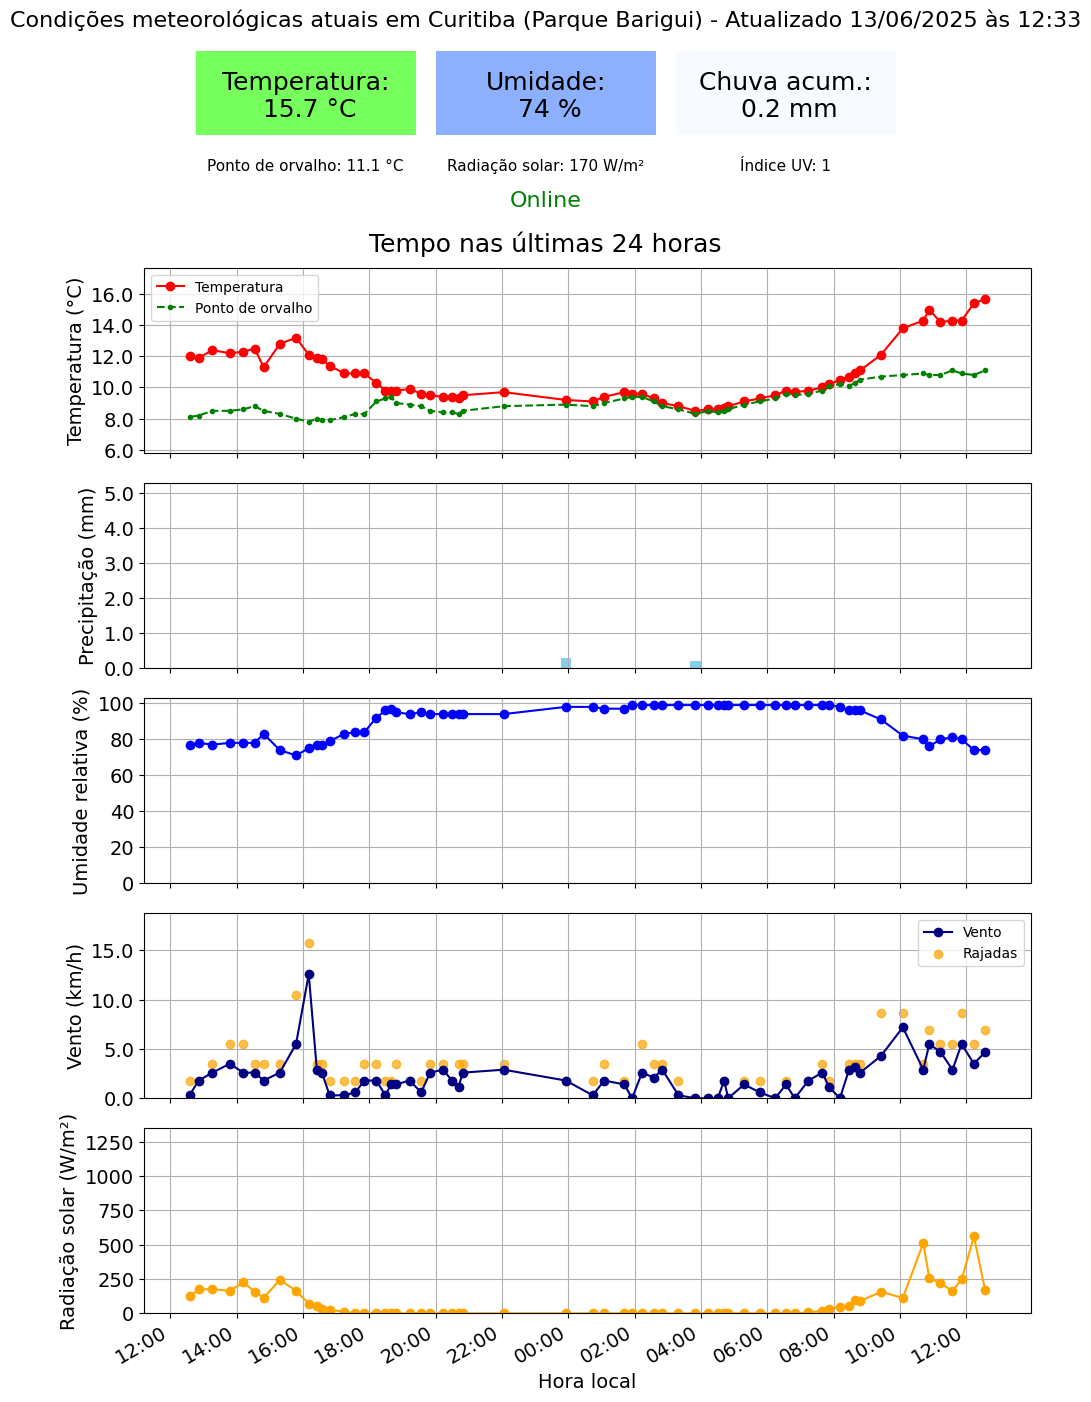 Condições meteorológicas atuais em Curitiba (Parque Barigui) - Atualizado 13/06/2025 às 12:33
Temperatura:
15.7 °C
Umidade:
74 %
Chuva acum.:
0.2 mm
Ponto de orvalho: 11.1 °C
Radiação solar: 170 W/m²
Índice UV: 1
Online
Tempo nas últimas 24 horas
Temperatura (°C)
16.0
14.0
12.0
10.0
8.0
6.0
Temperatura
Ponto de orvalho
Precipitação (mm)
5.0
4.0
3.0
2.0
1.0
0.0
Umidade relativa (%)
100
80
60
40
20
0
Vento (km/h)
15.0
10.0
5.0
0.0
Vento
Rajadas
Radiação solar (W/m²)
1250
1000
750
500
250
0
12:00
14:00
16:00
18:00
20:00
22:00
00:00
02:00
04:00
06:00
08:00
10:00
12:00
Hora local